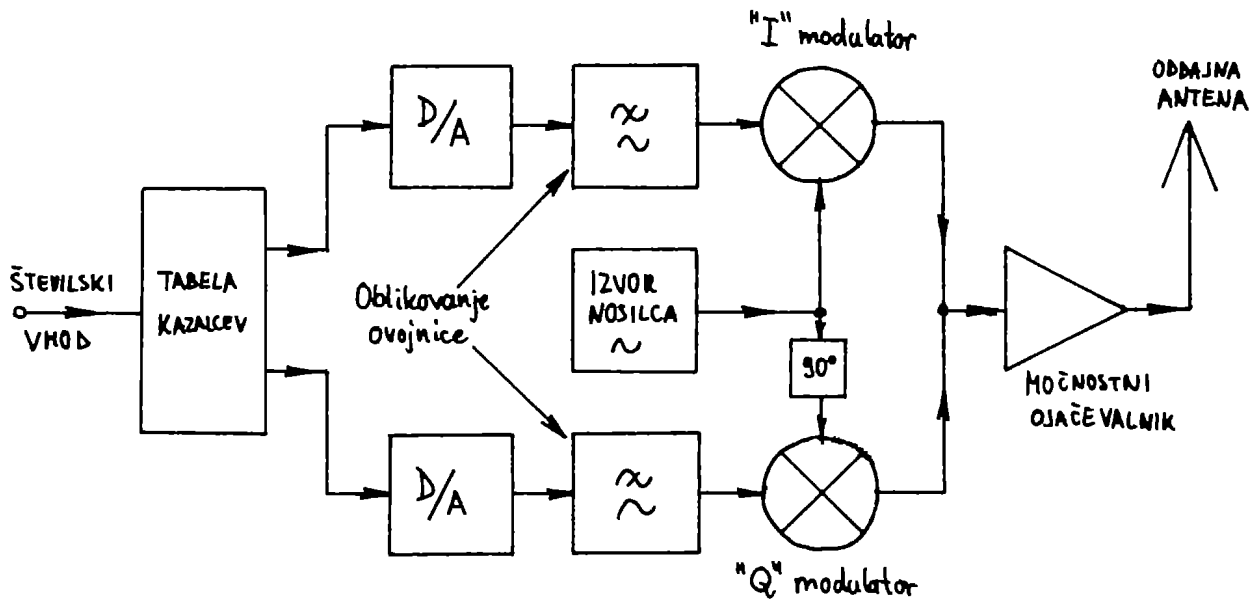 "I" modulator
ODDAJNA
ANTENA
D/A
ŠTEVILSKI
VHOD
TABELA
KAZALCEV
Oblikovanje
ovojnice
IZVOR
NOSILCA
~
90°
MOČNOSTNI
OJAČEVALNIK
D/A
"Q" modulator